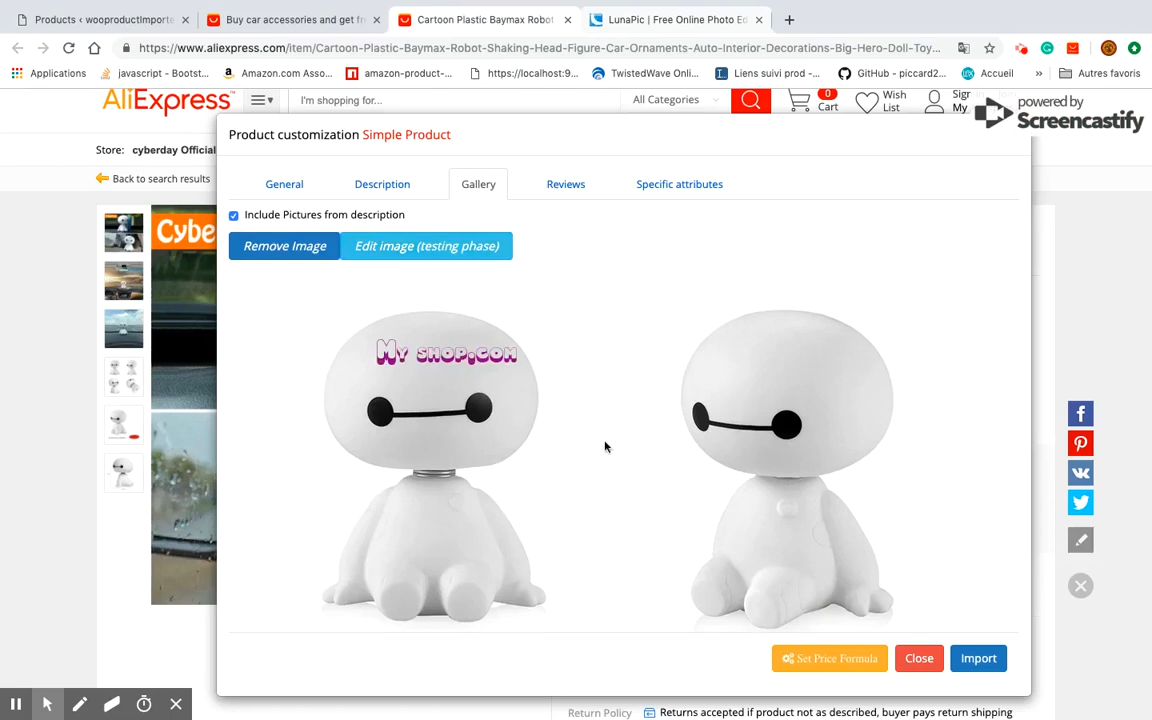 Products ‹ wooproductImporte
Buy car accessories and get fr
Cartoon Plastic Baymax Robot
LunaPic | Free Online Photo Ed
https://www.aliexpress.com/item/Cartoon-Plastic-Baymax-Robot-Shaking-Head-Figure-Car-Ornaments-Auto-Interior-Decorations-Big-Hero-Doll-Toy...
Applications
javascript - Bootst...
Amazon.com Asso...
amazon-product-...
https://localhost:9...
TwistedWave Onli...
Liens suivi prod -...
GitHub - piccard2...
Accueil
»
Autres favoris
AliExpress
I'm shopping for...
All Categories
0
Cart
Wish
List
Sign
My
powered by
Screencastify
Store: cyberday Official
Back to search results
Cybe
Product customization Simple Product
General
Description
Gallery
Reviews
Specific attributes
Include Pictures from description
Remove Image
Edit image (testing phase)
My shop.com
Set Price Formula
Close
Import
Return Policy
Returns accepted if product not as described, buyer pays return shipping